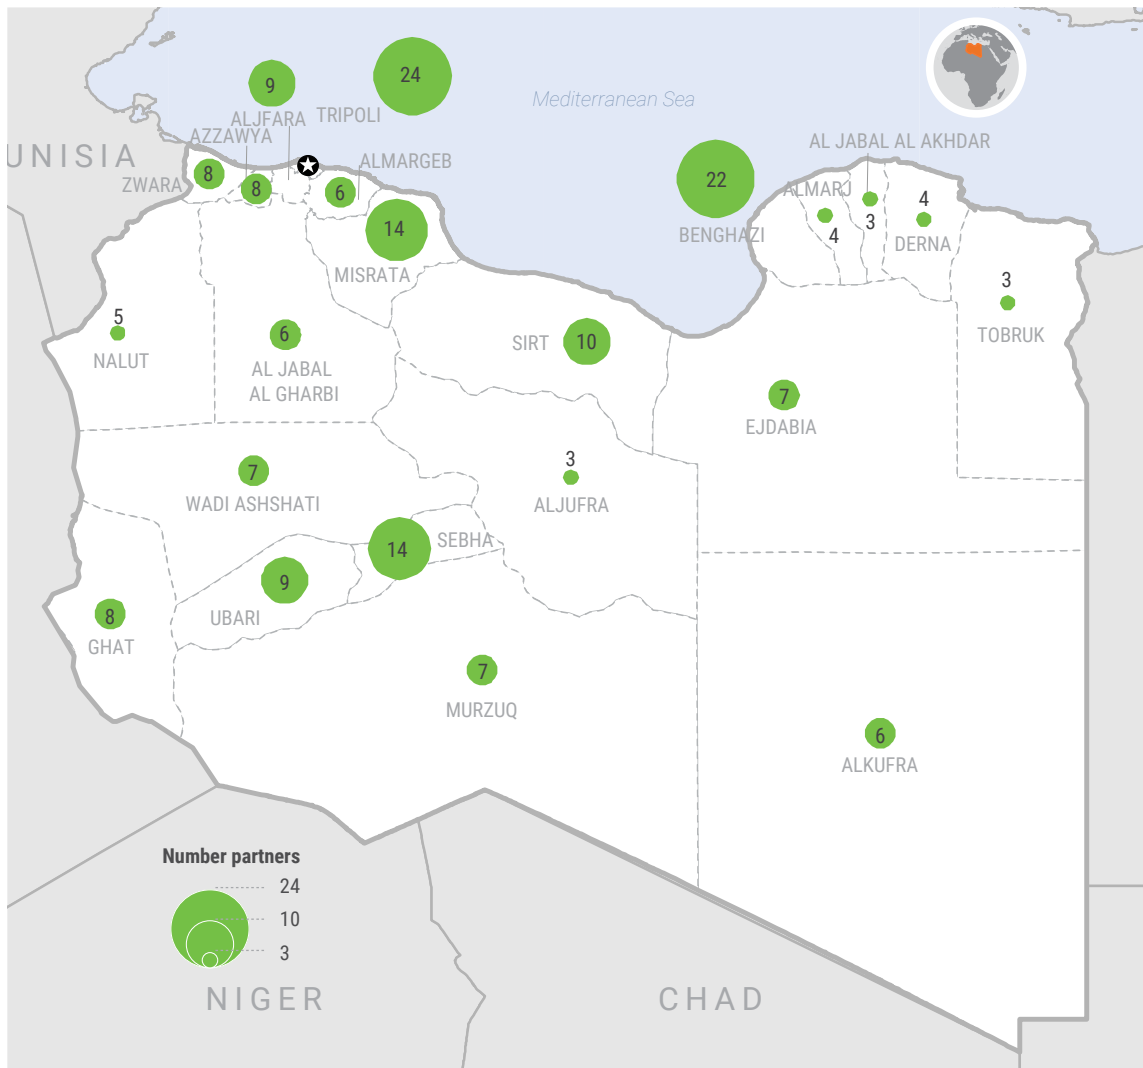 24
9
Mediterranean Sea
ALJFARA
TRIPOLI
AZZAWYA
AL JABAL AL AKHDAR
UNISIA
ALMARGEB
ZWARA
8
8
6
22
ALMARJ
4
3
4
DERNA
BENGHAZI
14
MISRATA
3
TOBRUK
5
NALUT
6
AL JABAL
AL GHARBI
SIRT
10
7
EJDABIA
7
WADI ASHSHATI
3
ALJUFRA
SEBHA
14
9
UBARI
8
GHAT
7
MURZUQ
6
ALKUFRA
Number partners
24
10
3
NIGER
CHAD